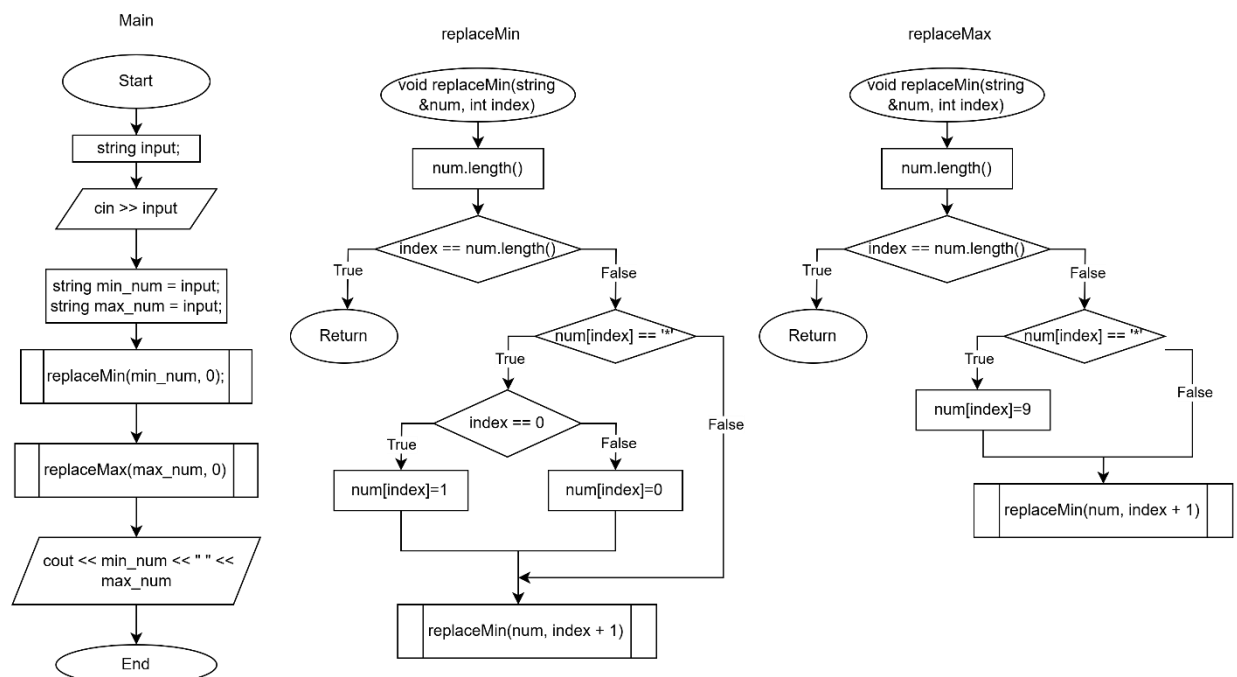 Main
Start
string input;
cin >> input
string min_num = input;
string max_num = input;
replaceMin(min_num, 0);
replaceMax(max_num, 0)
cout << min_num << " " <<
max_num
End
replaceMin
void replaceMin(string
&num, int index)
num.length()
index == num.length()
True
False
Return
num[index] == '*'
True
False
index == 0
True
False
num[index]=1
num[index]=0
replaceMin(num, index + 1)
replaceMax
void replaceMin(string
&num, int index)
num.length()
index == num.length()
True
False
Return
num[index] == '*'
True
False
num[index]=9
replaceMin(num, index + 1)